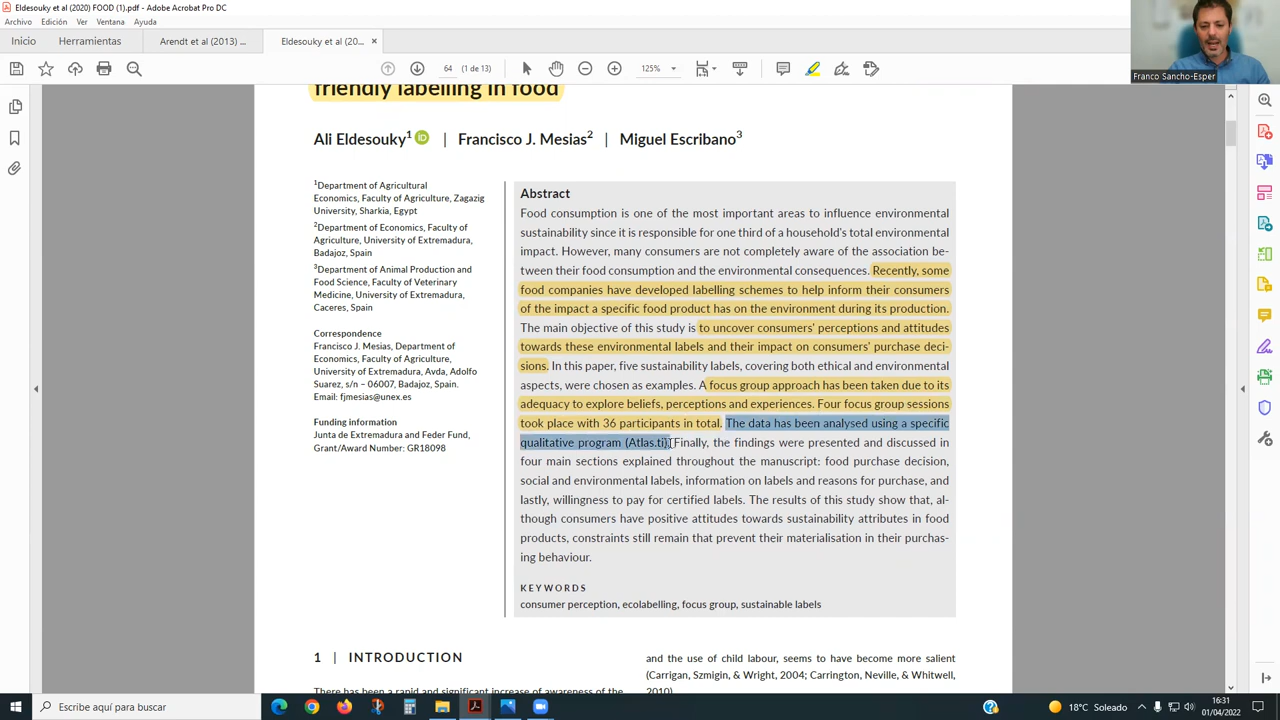 Eldesouky et al (2020) FOOD (1).pdf - Adobe Acrobat Pro DC
Archivo Edición Ver Ventana Ayuda
Inicio Herramientas Arendt et al (2013) ... Eldesouky et al (20... ×
64 (1 de 13) 125%
Franco Sancho-Esper
friendly labelling in food
Ali Eldesouky1 iD | Francisco J. Mesias2 | Miguel Escribano3
1Department of Agricultural
Economics, Faculty of Agriculture, Zagazig
University, Sharkia, Egypt
2Department of Economics, Faculty of
Agriculture, University of Extremadura,
Badajoz, Spain
3Department of Animal Production and
Food Science, Faculty of Veterinary
Medicine, University of Extremadura,
Caceres, Spain
Correspondence
Francisco J. Mesias, Department of
Economics, Faculty of Agriculture,
University of Extremadura, Avda, Adolfo
Suarez, s/n – 06007, Badajoz, Spain.
Email: fjmesias@unex.es
Funding information
Junta de Extremadura and Feder Fund,
Grant/Award Number: GR18098
Abstract
Food consumption is one of the most important areas to influence environmental
sustainability since it is responsible for one third of a household's total environmental
impact. However, many consumers are not completely aware of the association be-
tween their food consumption and the environmental consequences. Recently, some
food companies have developed labelling schemes to help inform their consumers
of the impact a specific food product has on the environment during its production.
The main objective of this study is to uncover consumers' perceptions and attitudes
towards these environmental labels and their impact on consumers' purchase deci-
sions. In this paper, five sustainability labels, covering both ethical and environmental
aspects, were chosen as examples. A focus group approach has been taken due to its
adequacy to explore beliefs, perceptions and experiences. Four focus group sessions
took place with 36 participants in total. The data has been analysed using a specific
qualitative program (Atlas.ti). Finally, the findings were presented and discussed in
four main sections explained throughout the manuscript: food purchase decision,
social and environmental labels, information on labels and reasons for purchase, and
lastly, willingness to pay for certified labels. The results of this study show that, al-
though consumers have positive attitudes towards sustainability attributes in food
products, constraints still remain that prevent their materialisation in their purchas-
ing behaviour.
KEYWORDS
consumer perception, ecolabelling, focus group, sustainable labels
1 | INTRODUCTION
There has been a rapid and significant increase of awareness of the
and the use of child labour, seems to have become more salient
(Carrigan, Szmigin, & Wright, 2004; Carrington, Neville, & Whitwell,
2010).
Escribe aquí para buscar
18°C Soleado
16:31
01/04/2022